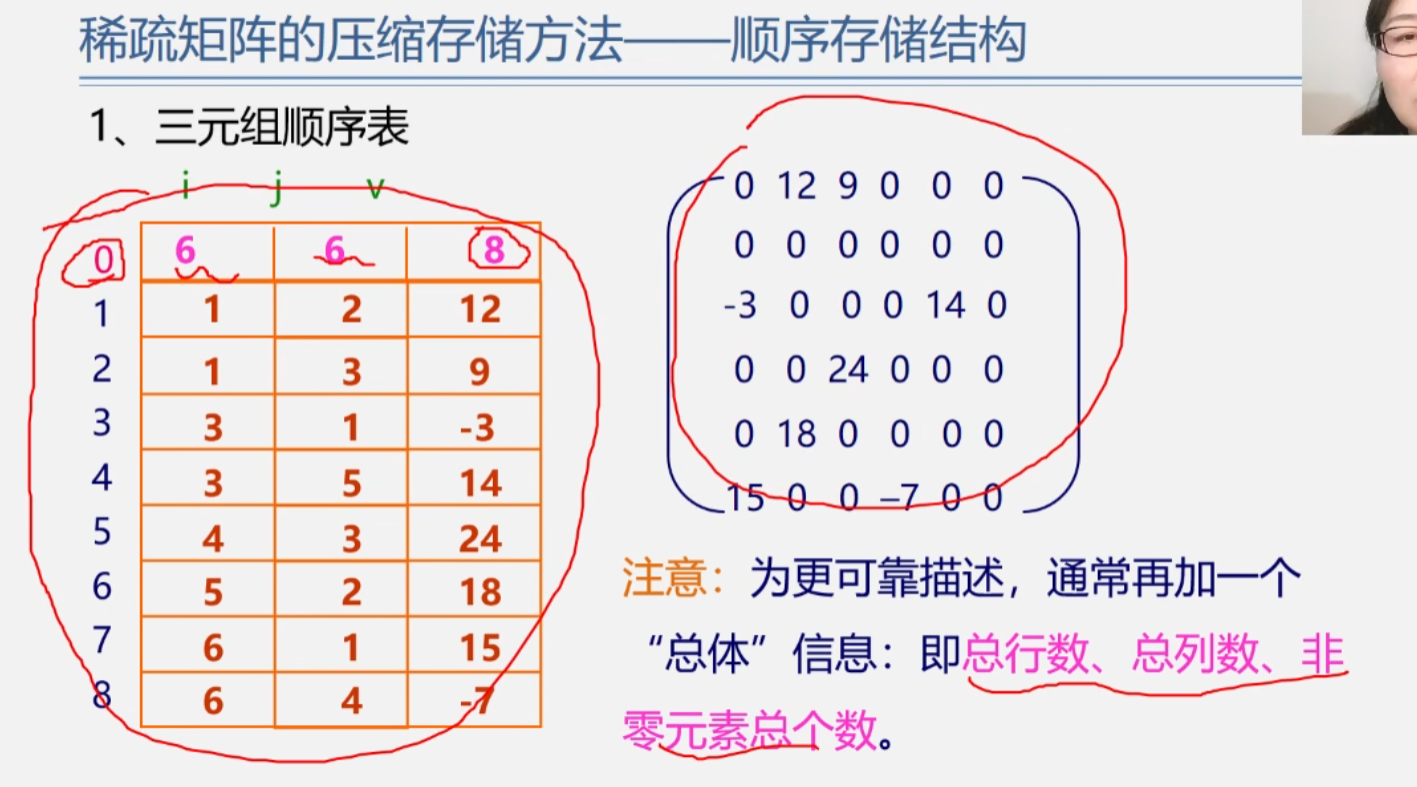 稀疏矩阵的压缩存储方法——顺序存储结构
1、三元组顺序表
i j v
0 6 6 8
1 1 2 12
2 1 3 9
3 3 1 -3
4 3 5 14
5 4 3 24
6 5 2 18
7 6 1 15
8 6 4 -7
0 12 9 0 0 0
0 0 0 0 0 0
-3 0 0 0 14 0
0 0 24 0 0 0
0 18 0 0 0 0
15 0 0 –7 0 0
注意：为更可靠描述，通常再加一个
“总体”信息：即总行数、总列数、非
零元素总个数。